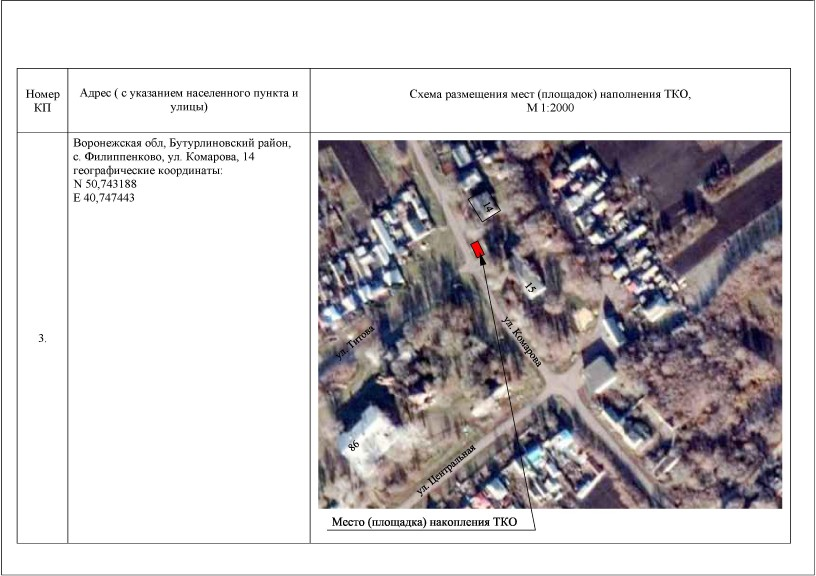 Номер
КП
Адрес ( с указанием населенного пункта и
улицы)
Схема размещения мест (площадок) наполнения ТКО,
М 1:2000
3.
Воронежская обл, Бутурлиновский район,
с. Филиппенково, ул. Комарова, 14
географические координаты:
N 50,743188
E 40,747443
14
15
ул. Комарова
ул. Титова
86
ул. Центральная
Место (площадка) накопления ТКО